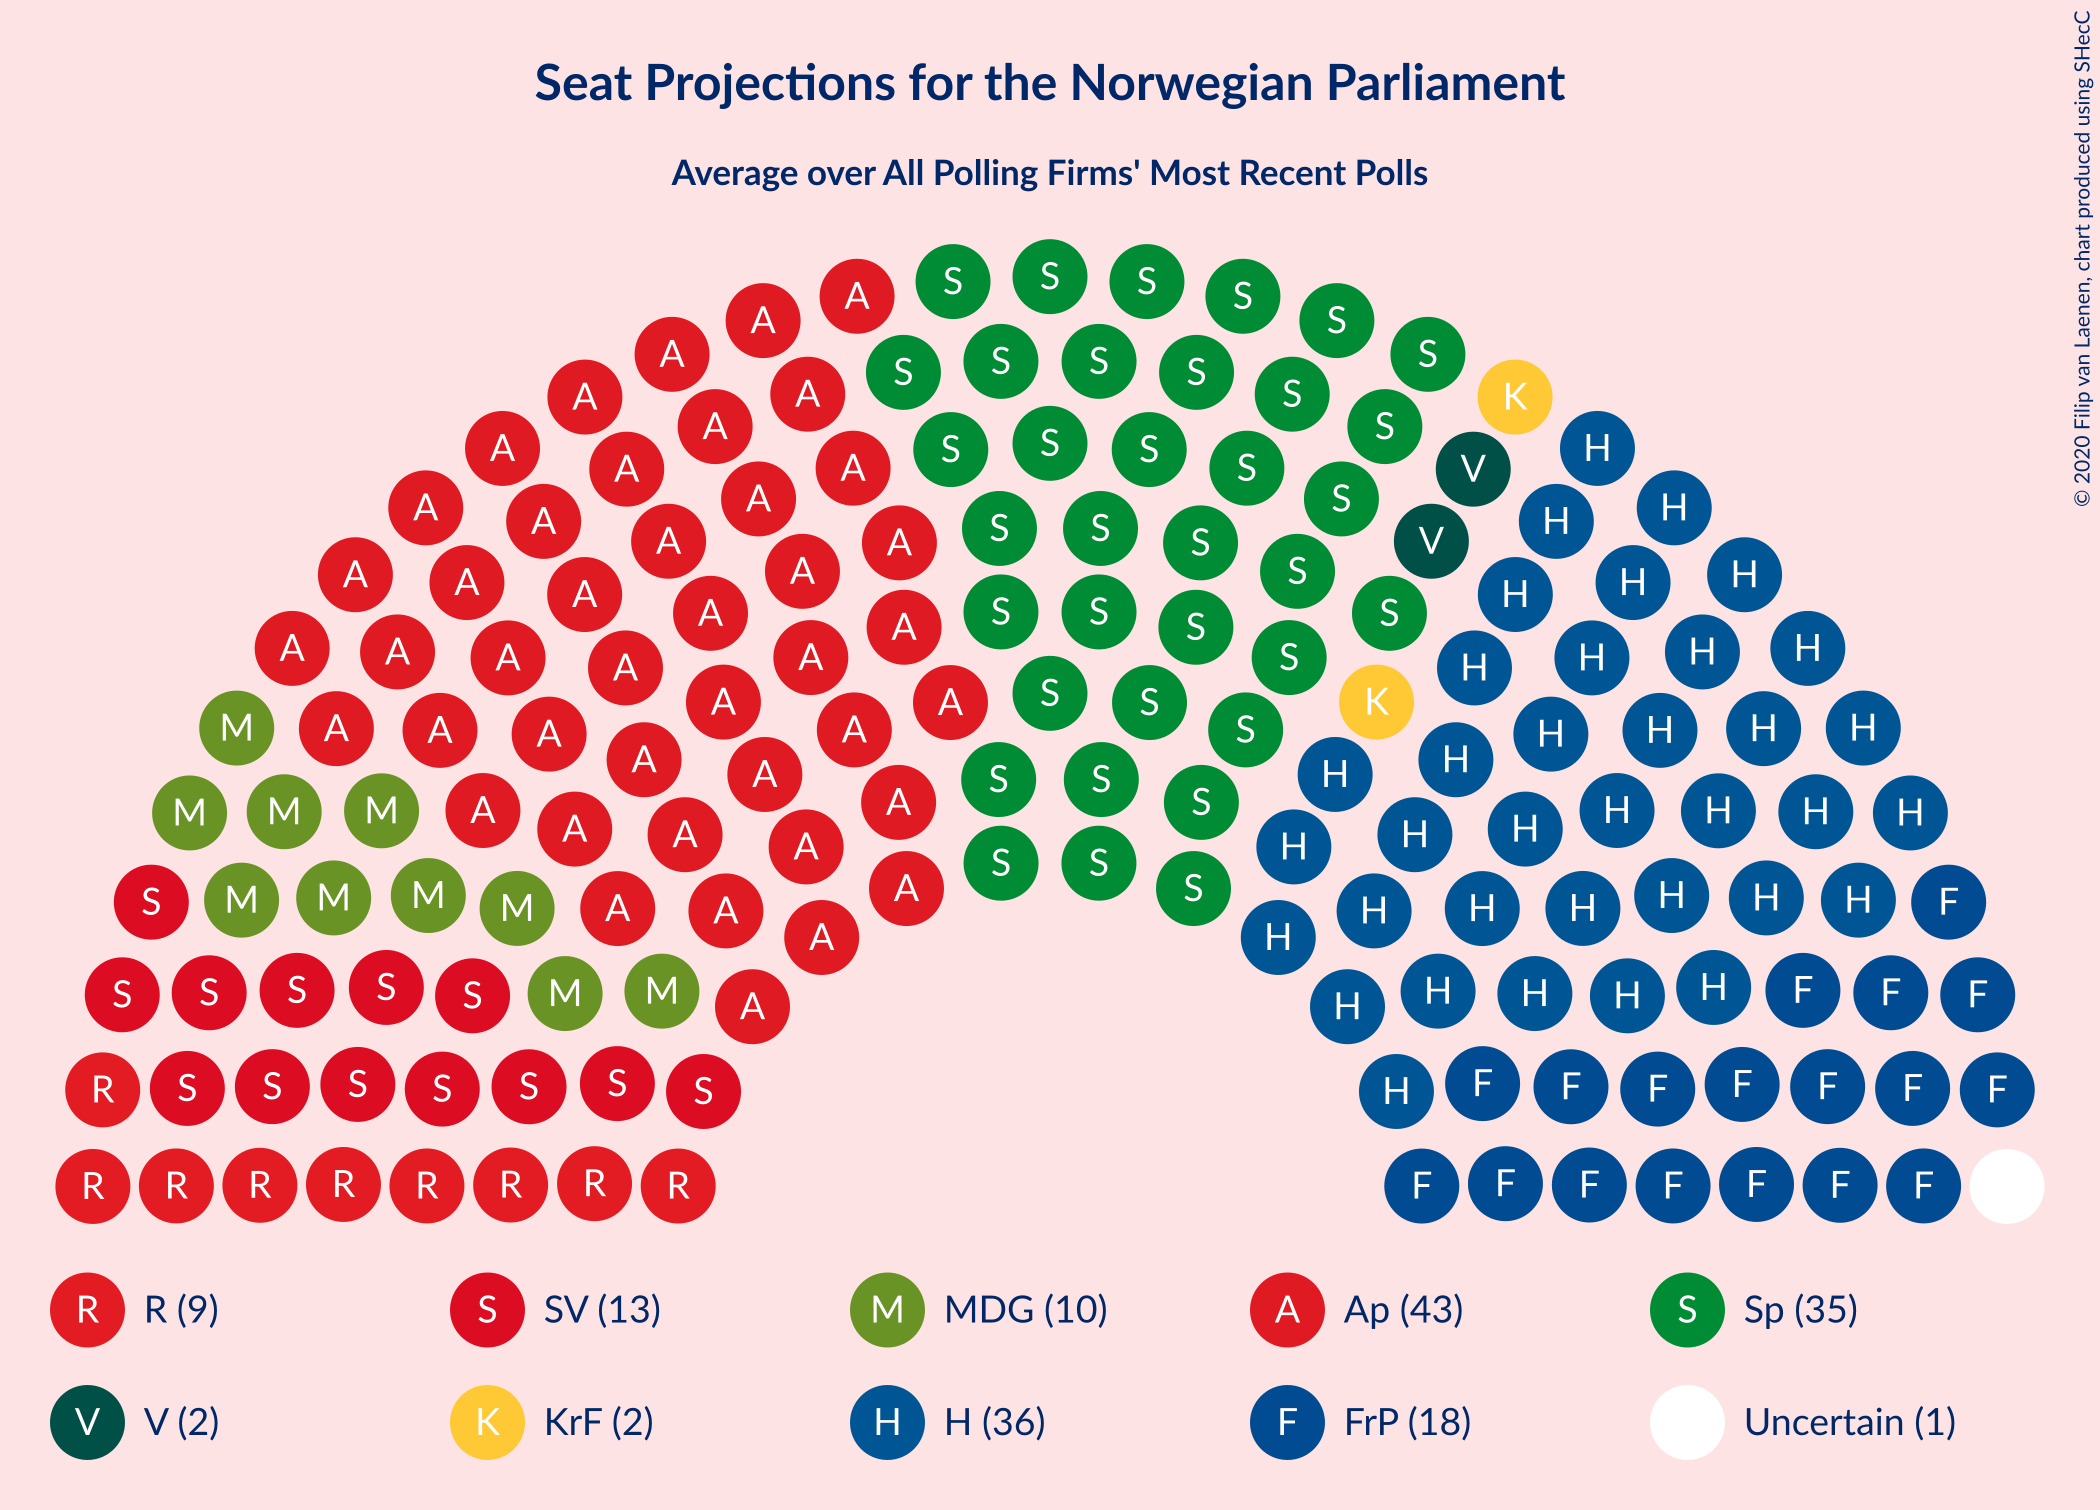 Seat Projections for the Norwegian Parliament
Average over All Polling Firms' Most Recent Polls
© 2020 Filip van Laenen, chart produced using SHecC
S S S S S
A A S
A S S S S K
A A S S H
A A S V
A A S S S S H
A A A S H
A A A S S S V H
A A A S H
A A A S S S S H H
A A A S S H
A A A A S K H H H H
M A A A A A S S S H H H H
A A S S H H
M M M A A A S H H H H H
A A H H
S M M M M A A A S S S H H H H H H F
A A H H
S S S S S M M A H H H H H F F F
R S S S S S S S H F F F F F F F
R R R R R R R R F F F F F F F
R R (9) S SV (13) M MDG (10) A Ap (43) S Sp (35)
V V (2) K KrF (2) H H (36) F FrP (18) Uncertain (1)